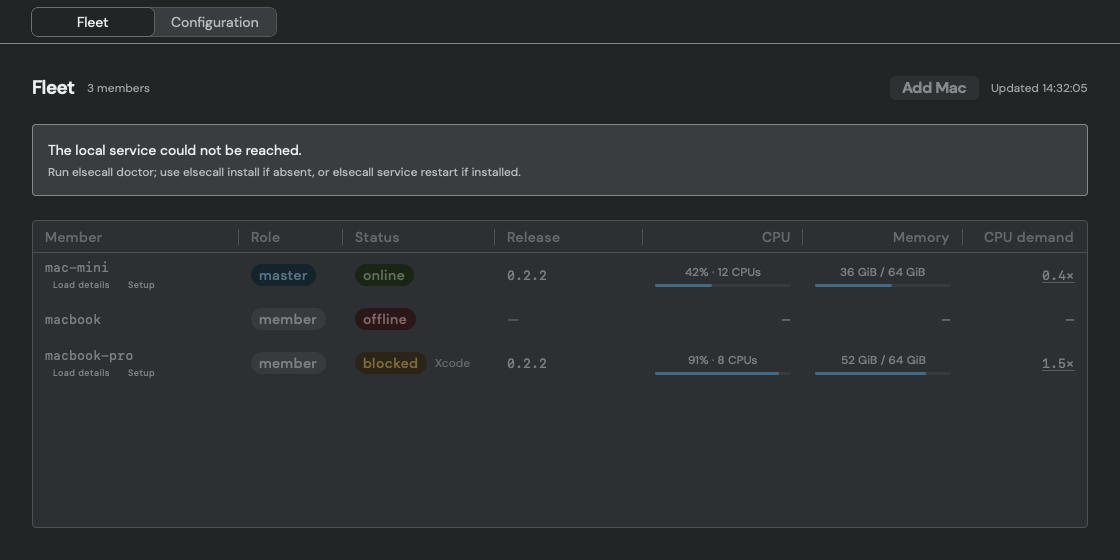 Fleet Configuration
Fleet 3 members Add Mac Updated 14:32:05
The local service could not be reached.
Run elsecall doctor; use elsecall install if absent, or elsecall service restart if installed.
Member Role Status Release CPU Memory CPU demand
mac-mini master online 0.2.2 42% · 12 CPUs 36 GiB / 64 GiB 0.4×
Load details Setup
macbook member offline — — — —
macbook-pro member blocked Xcode 0.2.2 91% · 8 CPUs 52 GiB / 64 GiB 1.5×
Load details Setup